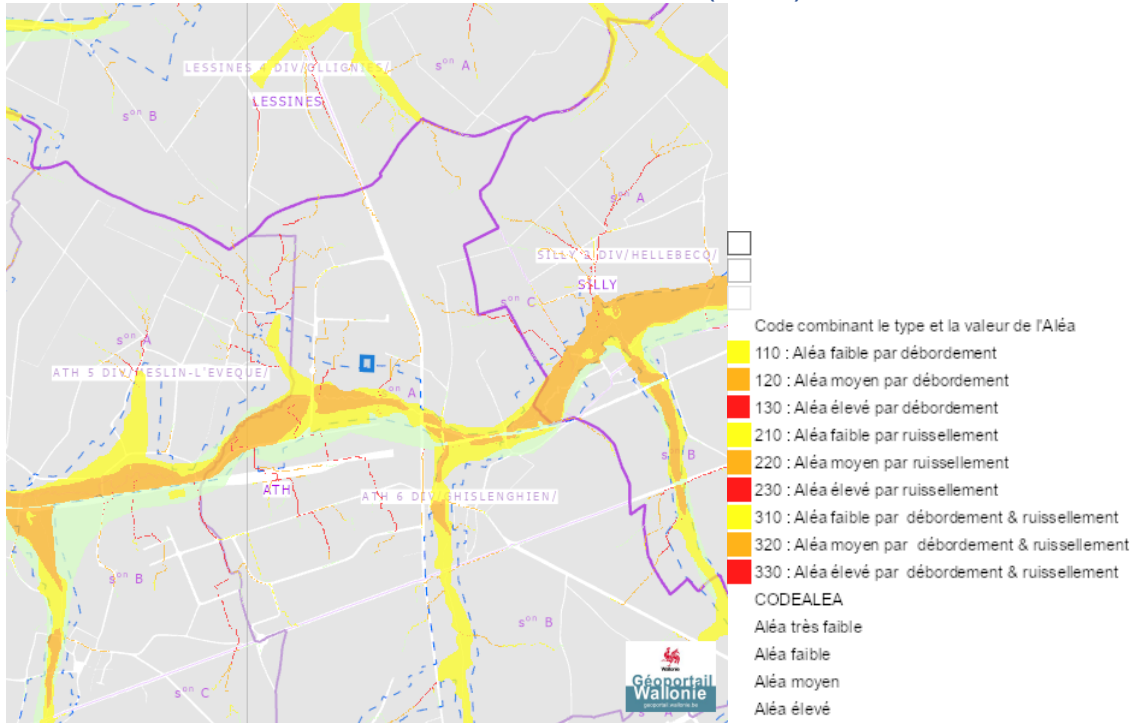 LESSINES 4 DIV/OLLIGNIES/
sᵒⁿ A
LESSINES
sᵒⁿ B
sᵒⁿ A
SILLY 3 DIV/HELLEBECQ/
SILLY
sᵒⁿ C
sᵒⁿ A
ATH 5 DIV/MESLIN-L'EVEQUE/
sᵒⁿ A
sᵒⁿ B
ATH
ATH 6 DIV/GHISLENGHIEN/
sᵒⁿ B
sᵒⁿ B
sᵒⁿ C
Wallonie
Géoportail
Wallonie
geoportail.wallonie.be
Code combinant le type et la valeur de l'Aléa
110 : Aléa faible par débordement
120 : Aléa moyen par débordement
130 : Aléa élevé par débordement
210 : Aléa faible par ruissellement
220 : Aléa moyen par ruissellement
230 : Aléa élevé par ruissellement
310 : Aléa faible par débordement & ruissellement
320 : Aléa moyen par débordement & ruissellement
330 : Aléa élevé par débordement & ruissellement
CODEALEA
Aléa très faible
Aléa faible
Aléa moyen
Aléa élevé